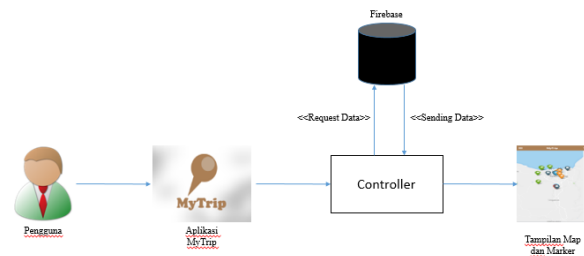 Firebase
<<Request Data>>
<<Sending Data>>
Controller
MyTrip
Pengguna
Aplikasi
MyTrip
Tampilan Map
dan Marker